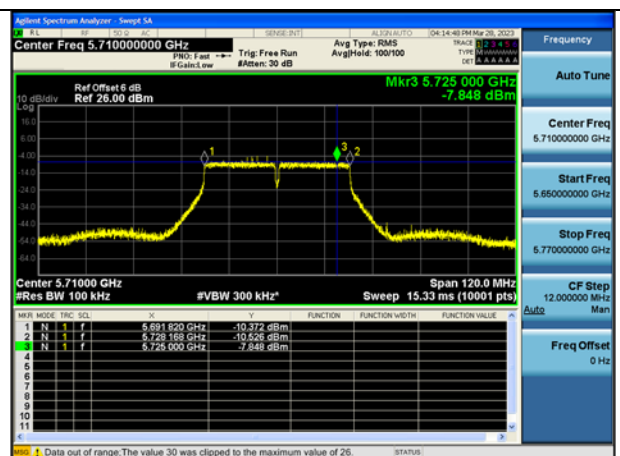 Agilent Spectrum Analyzer - Swept SA
RL RF 50 Ω AC SENSE:INT ALIGN AUTO 04:14:48 PM Mar 28, 2023
Center Freq 5.710000000 GHz Avg Type: RMS TRACE 1 2 3 4 5 6
PNO: Fast Trig: Free Run Avg|Hold: 100/100 TYPE
IFGain:Low #Atten: 30 dB DET A A A A A A
Mkr3 5.725 000 GHz
-7.848 dBm
Ref Offset 6 dB
10 dB/div Ref 26.00 dBm
Log
16.0
6.00
-4.00
-14.0
-24.0
-34.0
-44.0
-54.0
-64.0
1
3
2
Center 5.71000 GHz Span 120.0 MHz
#Res BW 100 kHz #VBW 300 kHz* Sweep 15.33 ms (10001 pts)
MKR MODE TRC SCL X Y FUNCTION FUNCTION WIDTH FUNCTION VALUE
1 N 1 f 5.691 820 GHz -10.372 dBm
2 N 1 f 5.728 168 GHz -10.526 dBm
3 N 1 f 5.725 000 GHz -7.848 dBm
4
5
6
7
8
9
10
11
MSG Data out of range;The value 30 was clipped to the maximum value of 26. STATUS
Frequency
Auto Tune
Center Freq
5.710000000 GHz
Start Freq
5.650000000 GHz
Stop Freq
5.770000000 GHz
CF Step
12.000000 MHz
Auto Man
Freq Offset
0 Hz